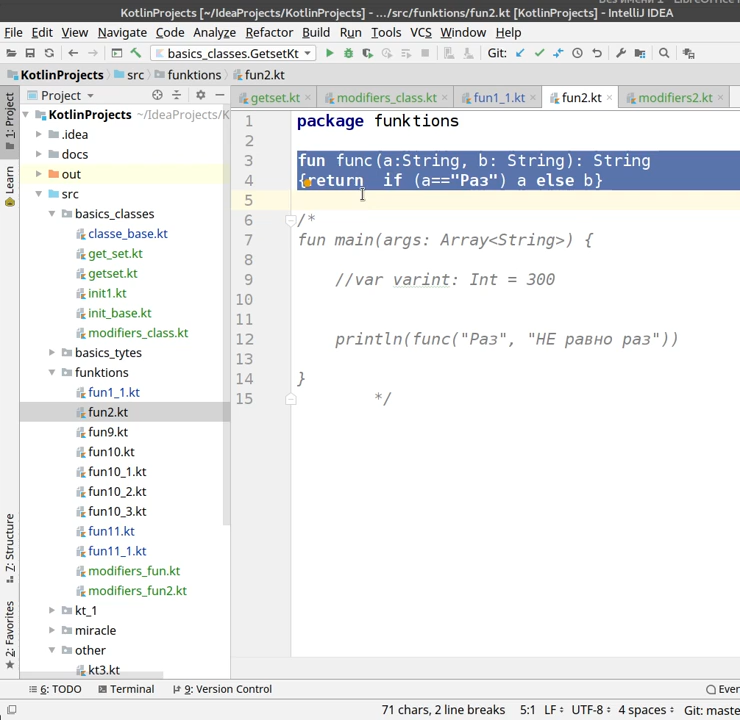 KotlinProjects [~/IdeaProjects/KotlinProjects] - .../src/funktions/fun2.kt [KotlinProjects] - IntelliJ IDEA
File Edit View Navigate Code Analyze Refactor Build Run Tools VCS Window Help
basics_classes.GetsetKt Git:
KotlinProjects src funktions fun2.kt
Project getset.kt modifiers_class.kt fun1_1.kt fun2.kt modifiers2.kt
1: Project
Learn
7: Structure
2: Favorites
KotlinProjects ~/IdeaProjects/K
.idea
docs
out
src
basics_classes
classe_base.kt
get_set.kt
getset.kt
init1.kt
init_base.kt
modifiers_class.kt
basics_tytes
funktions
fun1_1.kt
fun2.kt
fun9.kt
fun10.kt
fun10_1.kt
fun10_2.kt
fun10_3.kt
fun11.kt
fun11_1.kt
modifiers_fun.kt
modifiers_fun2.kt
kt_1
miracle
other
kt3.kt
1 package funktions
2
3 fun func(a:String, b: String): String
4 {return  if (a=="Раз") a else b}
5
6 /*
7 fun main(args: Array<String>) {
8
9     //var varint: Int = 300
10
11
12     println(func("Раз", "НЕ равно раз"))
13
14 }
15         */
6: TODO Terminal 9: Version Control
71 chars, 2 line breaks 5:1 LF UTF-8 4 spaces